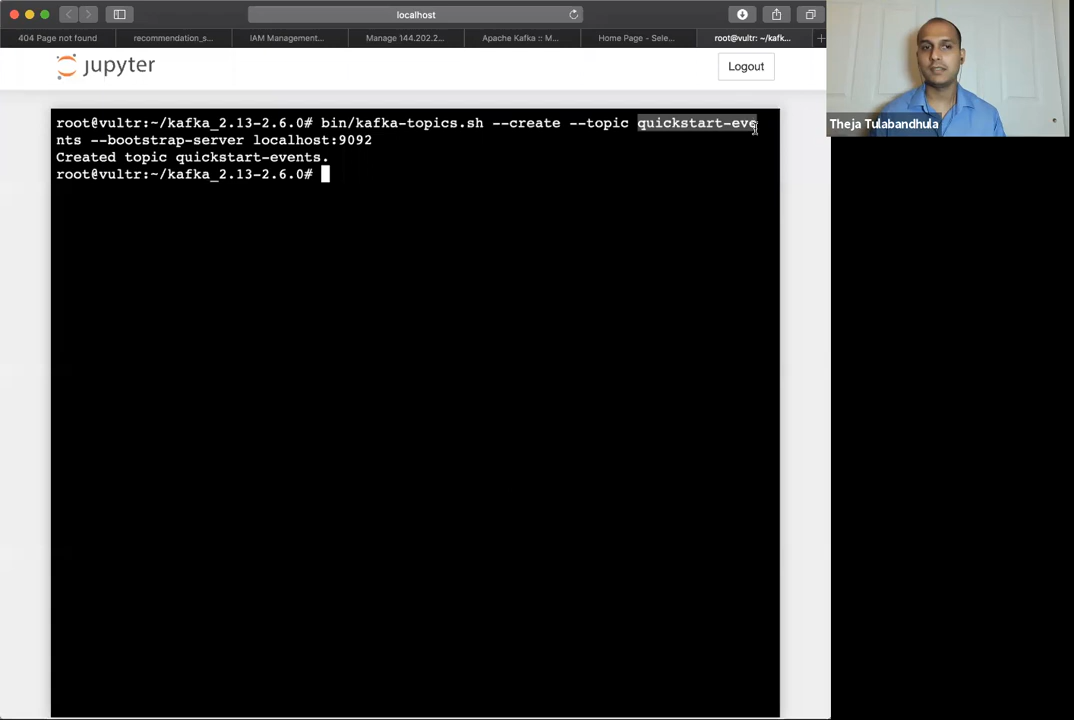 localhost
404 Page not found
recommendation_s...
IAM Management...
Manage 144.202.2...
Apache Kafka :: M...
Home Page - Sele...
root@vultr: ~/kafk...
jupyter
Logout
root@vultr:~/kafka_2.13-2.6.0# bin/kafka-topics.sh --create --topic quickstart-eve
nts --bootstrap-server localhost:9092
Created topic quickstart-events.
root@vultr:~/kafka_2.13-2.6.0#
Theja Tulabandhula